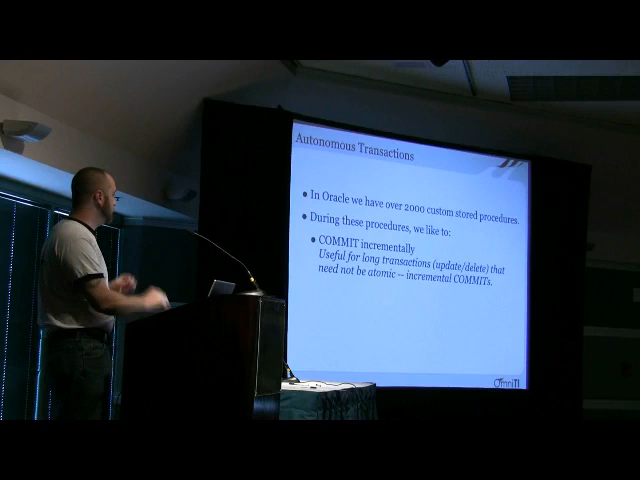 Autonomous Transactions
• In Oracle we have over 2000 custom stored procedures.
• During these procedures, we like to:
• COMMIT incrementally
Useful for long transactions (update/delete) that
need not be atomic -- incremental COMMITs.
OmniTI